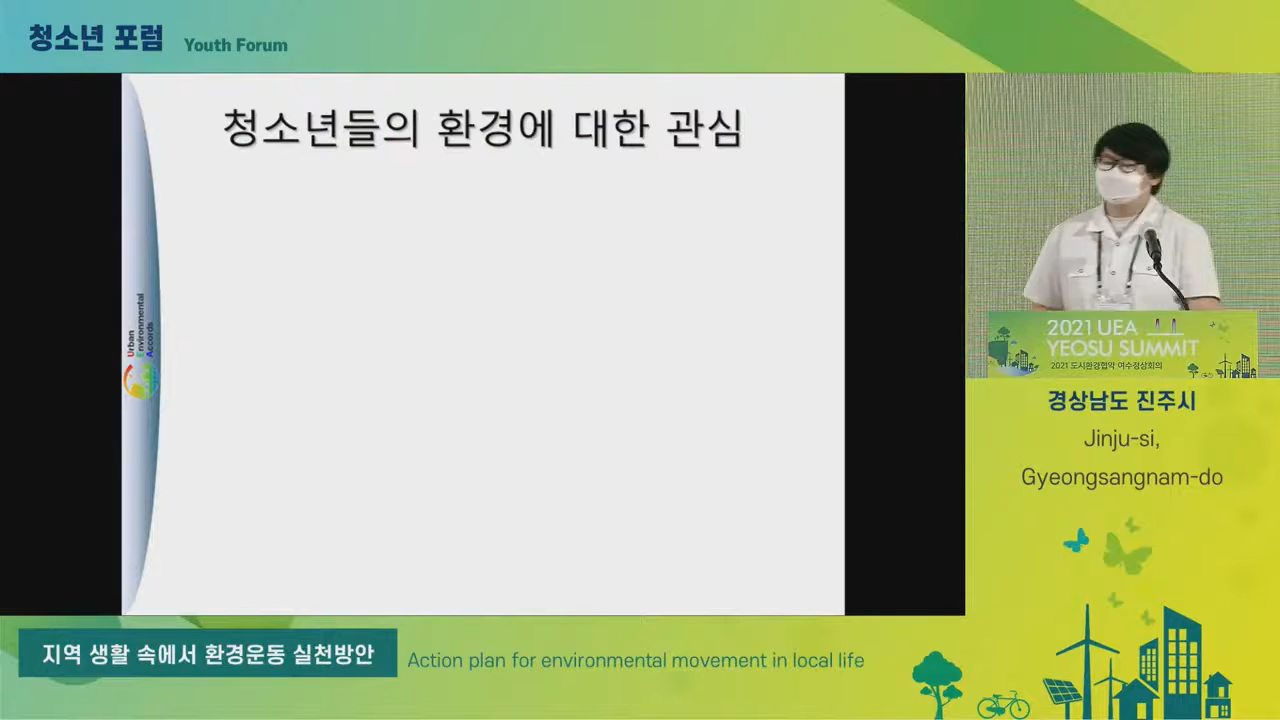 청소년 포럼 Youth Forum
청소년들의 환경에 대한 관심
Urban
Environmental
Accords
2021 UEA
YEOSU SUMMIT
2021 도시환경협약 여수정상회의
경상남도 진주시
Jinju-si,
Gyeongsangnam-do
지역 생활 속에서 환경운동 실천방안 Action plan for environmental movement in local life